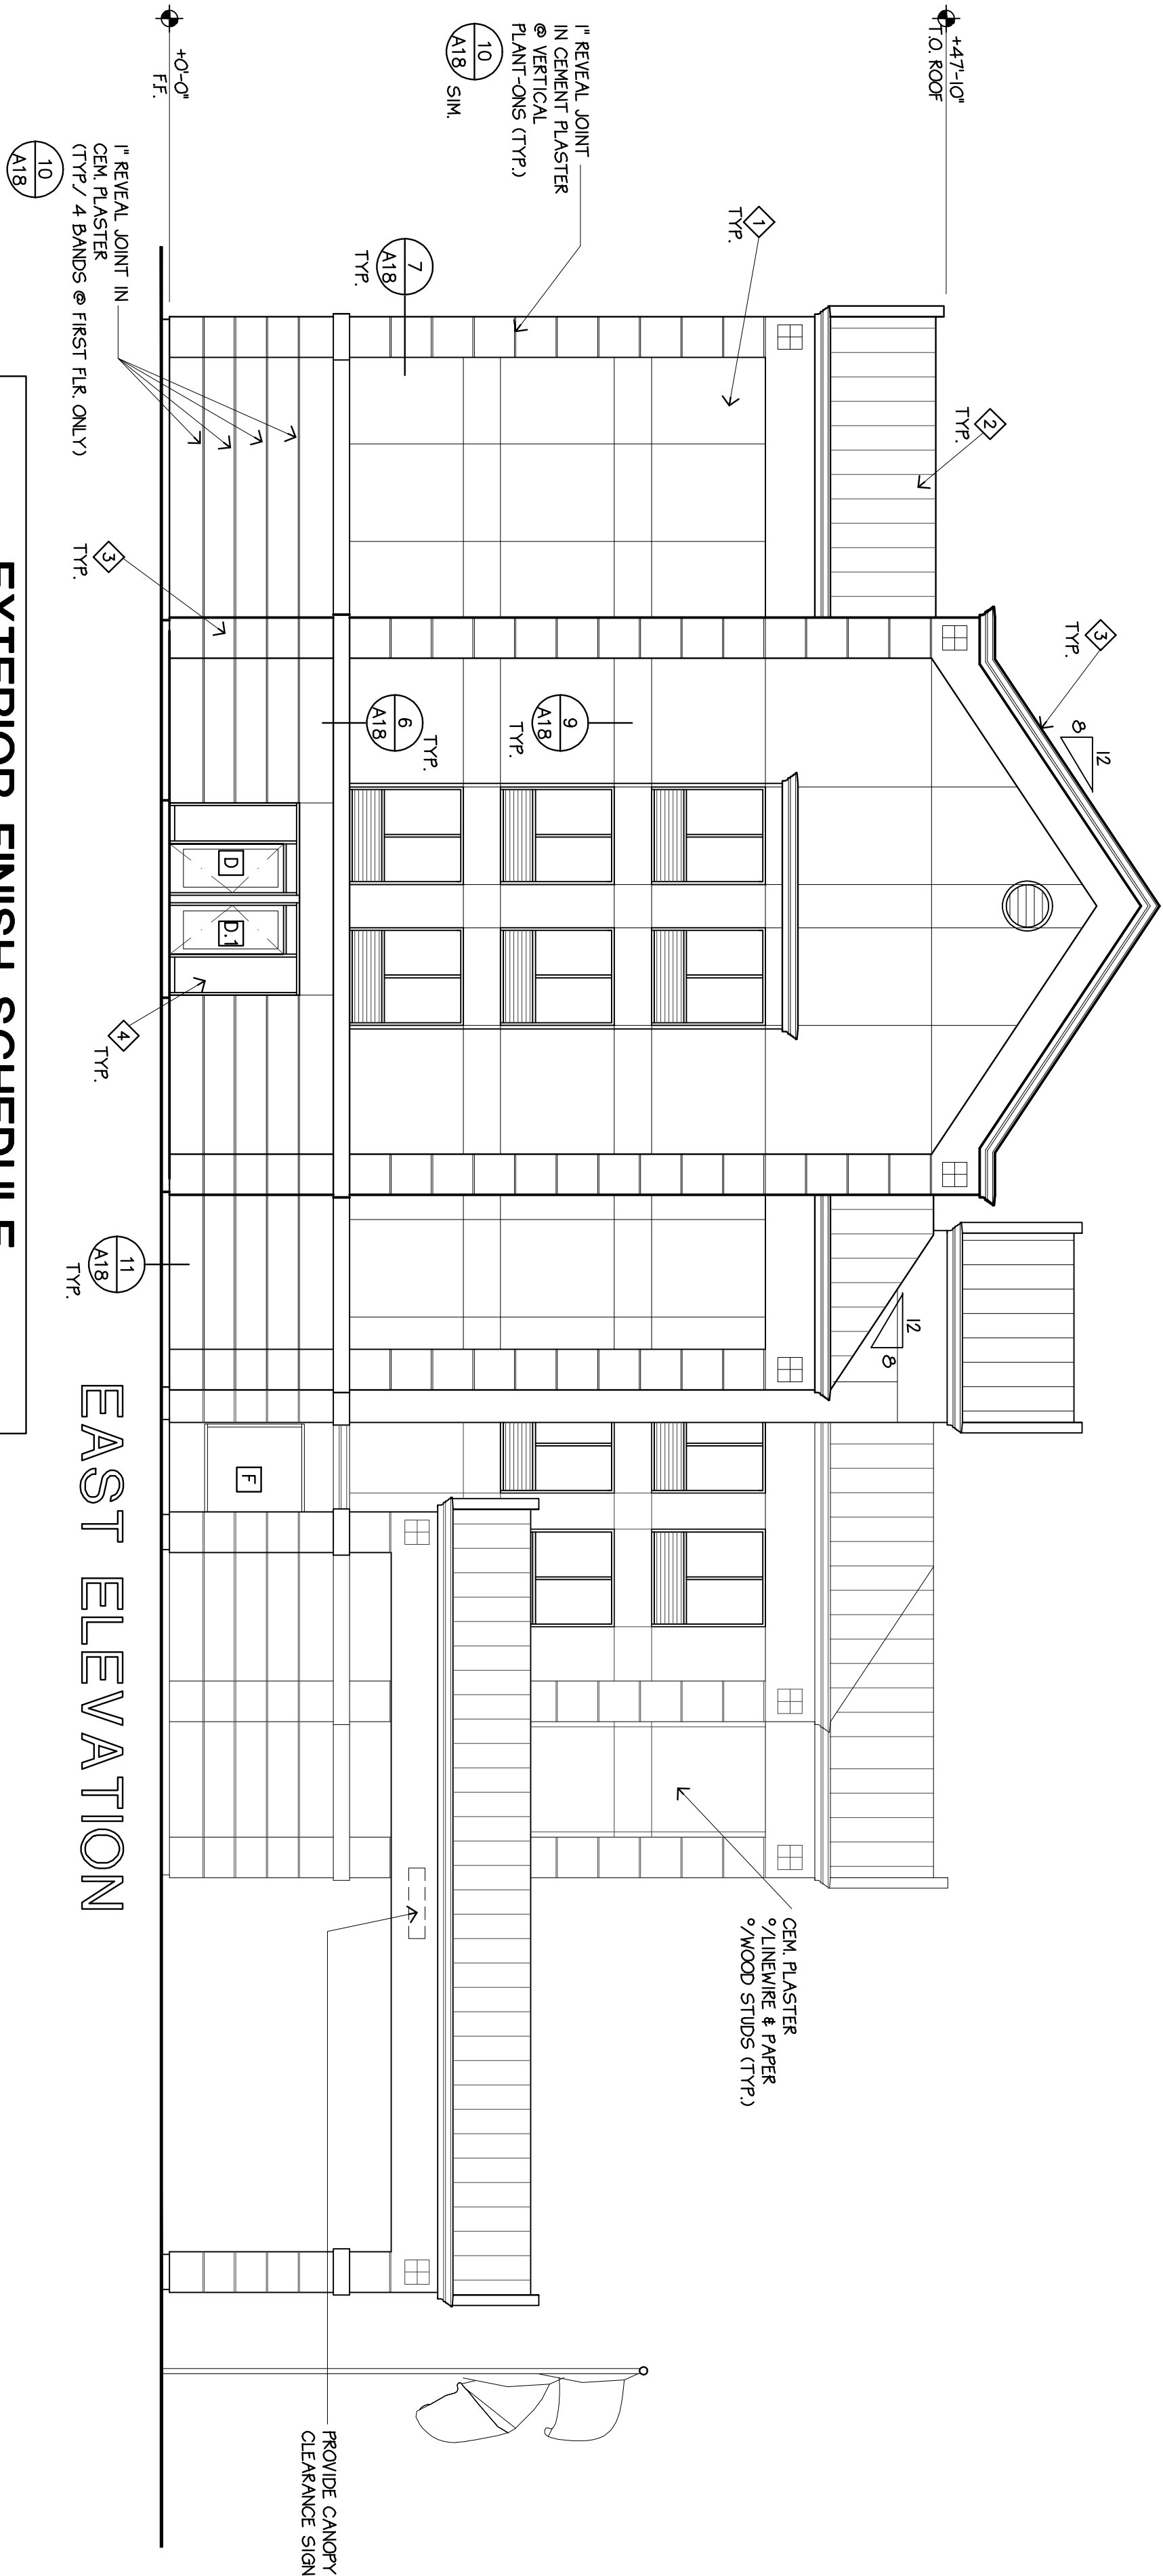 +47'-10"
T.O. ROOF
+0'-0"
F.F.
1" REVEAL JOINT
IN CEMENT PLASTER
@ VERTICAL
PLANT-ONS (TYP.)
10
A18
SIM.
1
TYP.
2
TYP.
3
TYP.
12
8
7
A18
TYP.
9
A18
TYP.
6
A18
TYP.
12
8
CEM. PLASTER
º/LINEWIRE & PAPER
º/WOOD STUDS (TYP.)
D
D.1
F
1" REVEAL JOINT IN
CEM. PLASTER
(TYP./ 4 BANDS @ FIRST FLR. ONLY)
10
A18
3
TYP.
4
TYP.
11
A18
TYP.
PROVIDE CANOPY
CLEARANCE SIGN
EAST ELEVATION
EXTERIOR FINISH SCHEDULE